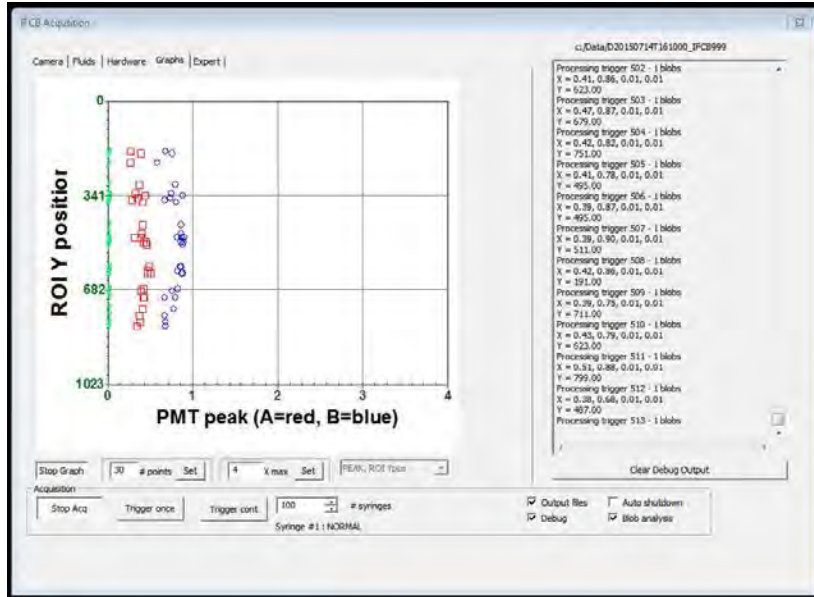 IFCB Acquisition
c:/Data/D20150714T161000_IFCB999
Camera | Fluids | Hardware | Graphs | Expert |
ROI Y position
0
341
682
1023
0 1 2 3 4
PMT peak (A=red, B=blue)
Processing trigger 502 - 1 blobs
X = 0.41, 0.86, 0.01, 0.01
Y = 623.00
Processing trigger 503 - 1 blobs
X = 0.47, 0.87, 0.01, 0.01
Y = 679.00
Processing trigger 504 - 1 blobs
X = 0.42, 0.82, 0.01, 0.01
Y = 751.00
Processing trigger 505 - 1 blobs
X = 0.41, 0.78, 0.01, 0.01
Y = 495.00
Processing trigger 506 - 1 blobs
X = 0.39, 0.87, 0.01, 0.01
Y = 495.00
Processing trigger 507 - 1 blobs
X = 0.39, 0.90, 0.01, 0.01
Y = 511.00
Processing trigger 508 - 1 blobs
X = 0.42, 0.86, 0.01, 0.01
Y = 191.00
Processing trigger 509 - 1 blobs
X = 0.39, 0.75, 0.01, 0.01
Y = 711.00
Processing trigger 510 - 1 blobs
X = 0.43, 0.79, 0.01, 0.01
Y = 623.00
Processing trigger 511 - 1 blobs
X = 0.51, 0.88, 0.01, 0.01
Y = 799.00
Processing trigger 512 - 1 blobs
X = 0.38, 0.68, 0.01, 0.01
Y = 487.00
Processing trigger 513 - 1 blobs
Stop Graph 30 # points Set 4 X max Set PEAK, ROI
Clear Debug Output
Acquisition
Stop Acq Trigger once Trigger cont 100 # syringes
Syringe #1 : NORMAL
Output files Auto shutdown
Debug Blob analysis